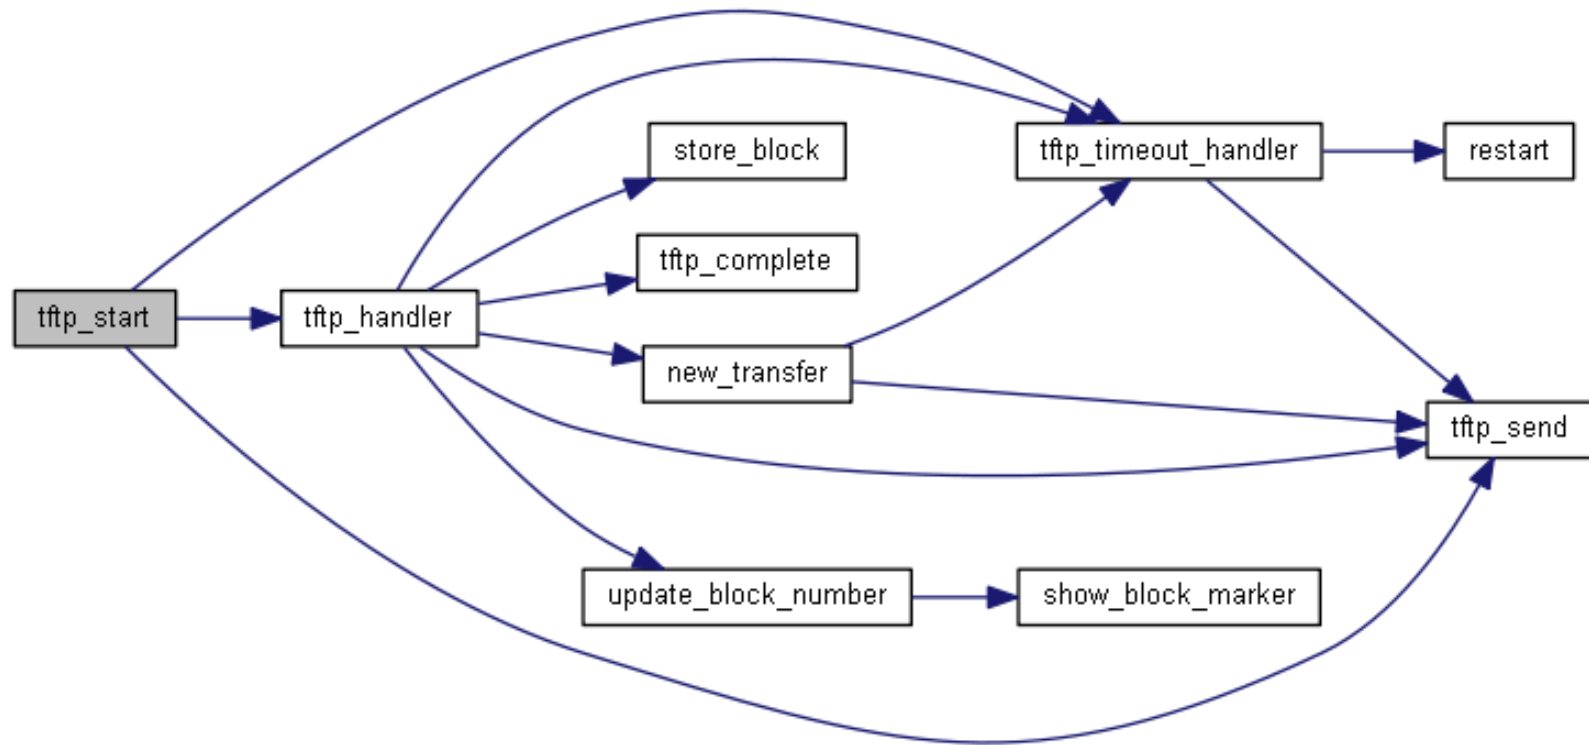 store_block
tftp_timeout_handler
restart
tftp_complete
tftp_start
tftp_handler
new_transfer
tftp_send
update_block_number
show_block_marker